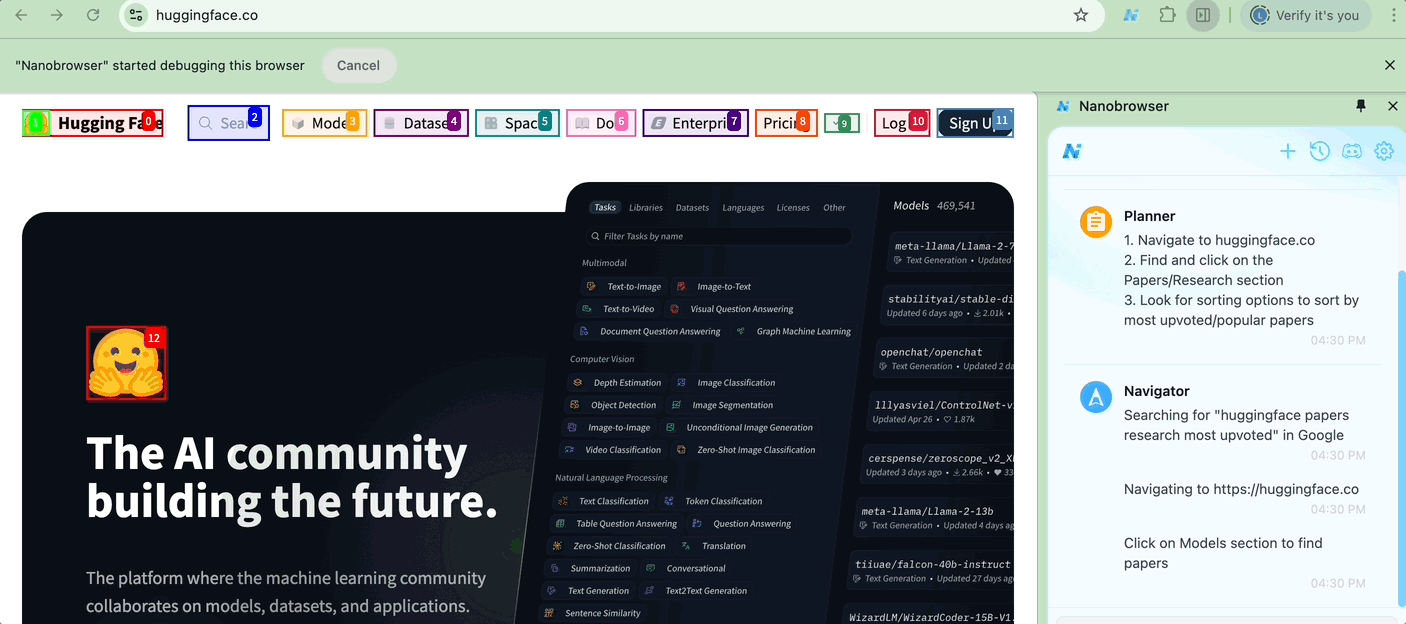 huggingface.co
Verify it's you
"Nanobrowser" started debugging this browser
Cancel
Hugging Fa
0
Sear
2
Mode
3
Datase
4
Spac
5
Do
6
Enterpri
7
Pricin
8
9
Log
10
Sign U
11
Tasks
Libraries
Datasets
Languages
Licenses
Other
Filter Tasks by name
Multimodal
Text-to-Image
Image-to-Text
Text-to-Video
Visual Question Answering
Document Question Answering
Graph Machine Learning
Computer Vision
Depth Estimation
Image Classification
Object Detection
Image Segmentation
Image-to-Image
Unconditional Image Generation
Video Classification
Zero-Shot Image Classification
Natural Language Processing
Text Classification
Token Classification
Table Question Answering
Question Answering
Zero-Shot Classification
Translation
Summarization
Conversational
Text Generation
Text2Text Generation
Sentence Similarity
Models 469,541
meta-llama/Llama-2-7
Text Generation • Updated
stabilityai/stable-di
Updated 6 days ago • 2.01k •
openchat/openchat
Text Generation • Updated 2 da
lllyasviel/ControlNet-v
Updated Apr 26 • 1.87k
cerspense/zeroscope_v2_X
Updated 3 days ago • 2.66k • 33
meta-llama/Llama-2-13b
Text Generation • Updated 4 days ag
tiiuae/falcon-40b-instruct
Text Generation • Updated 27 days ag
WizardLM/WizardCoder-15B-V1.
12
The AI community
building the future.
The platform where the machine learning community
collaborates on models, datasets, and applications.
Nanobrowser
Planner
1. Navigate to huggingface.co
2. Find and click on the
Papers/Research section
3. Look for sorting options to sort by
most upvoted/popular papers
04:30 PM
Navigator
Searching for "huggingface papers
research most upvoted" in Google
04:30 PM
Navigating to https://huggingface.co
04:30 PM
Click on Models section to find
papers
04:30 PM